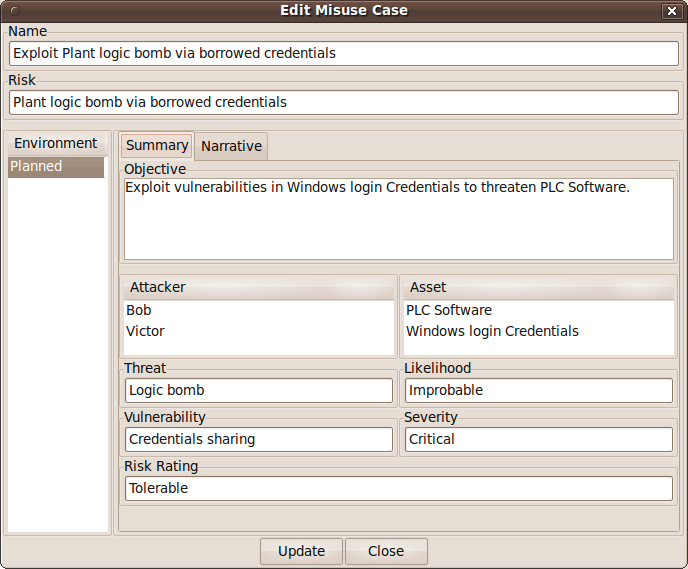 Edit Misuse Case
Name
Exploit Plant logic bomb via borrowed credentials
Risk
Plant logic bomb via borrowed credentials
Environment
Planned
Summary Narrative
Objective
Exploit vulnerabilities in Windows login Credentials to threaten PLC Software.
Attacker
Bob
Victor
Asset
PLC Software
Windows login Credentials
Threat
Logic bomb
Likelihood
Improbable
Vulnerability
Credentials sharing
Severity
Critical
Risk Rating
Tolerable
Update Close